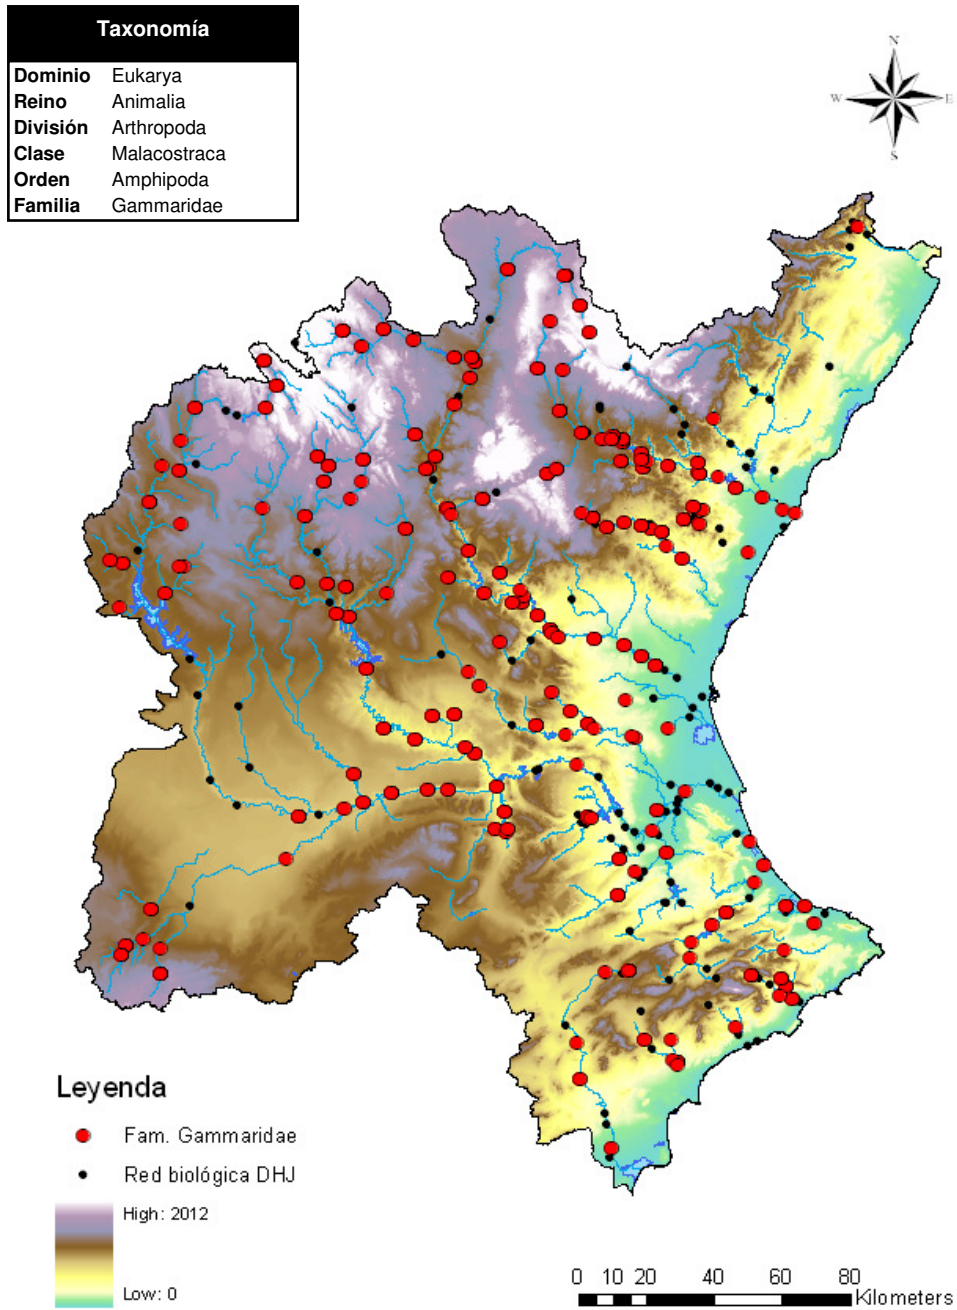 Taxonomía
Dominio Eukarya
Reino Animalia
División Arthropoda
Clase Malacostraca
Orden Amphipoda
Familia Gammaridae
N
W E
S
Leyenda
Fam. Gammaridae
Red biológica DHJ
High: 2012
Low: 0
0 10 20 40 60 80
Kilometers